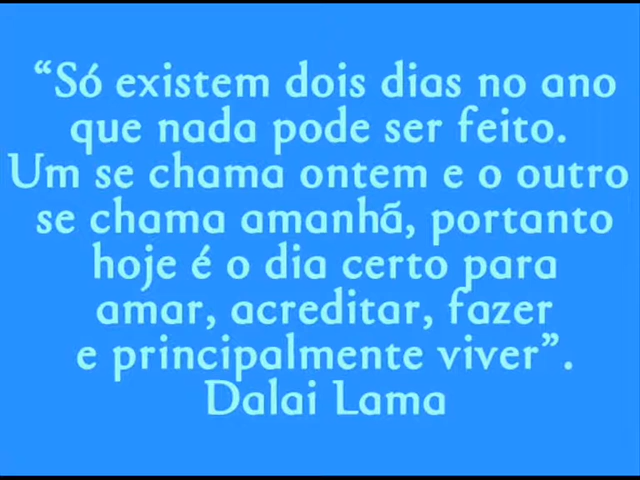 “Só existem dois dias no ano
que nada pode ser feito.
Um se chama ontem e o outro
se chama amanhã, portanto
hoje é o dia certo para
amar, acreditar, fazer
e principalmente viver”.
Dalai Lama